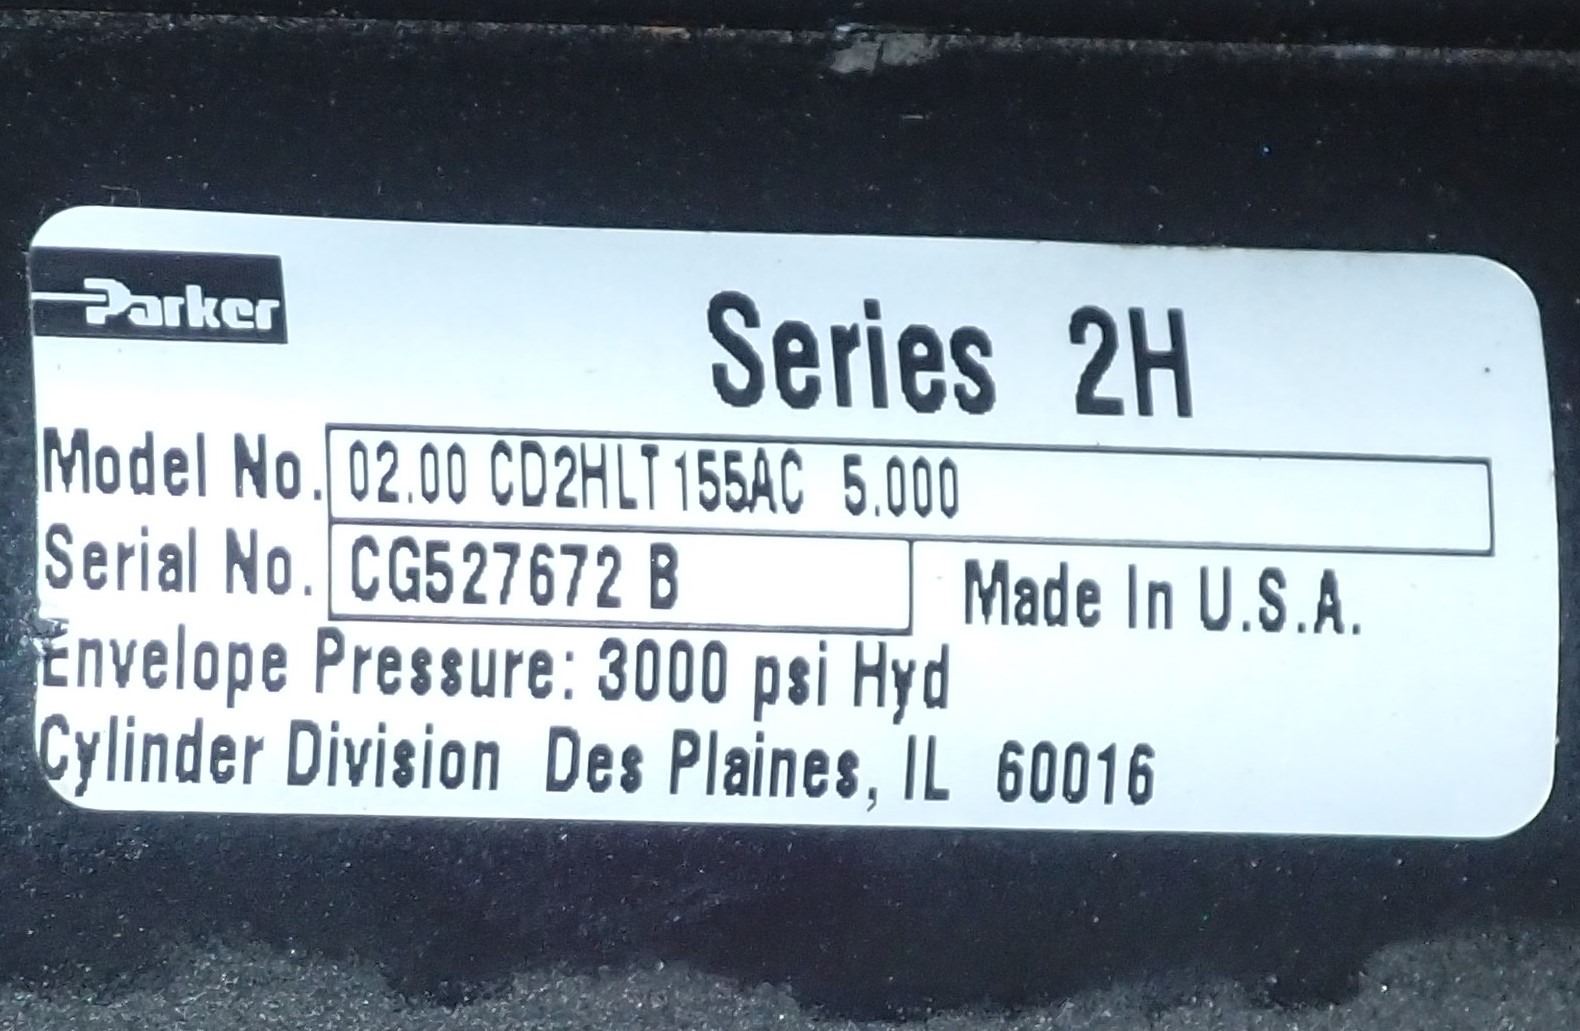 Parker
Series 2H
Model No. 02.00 CD2HLT155AC 5.000
Serial No. CG527672 B Made In U.S.A.
Envelope Pressure: 3000 psi Hyd
Cylinder Division Des Plaines, IL 60016